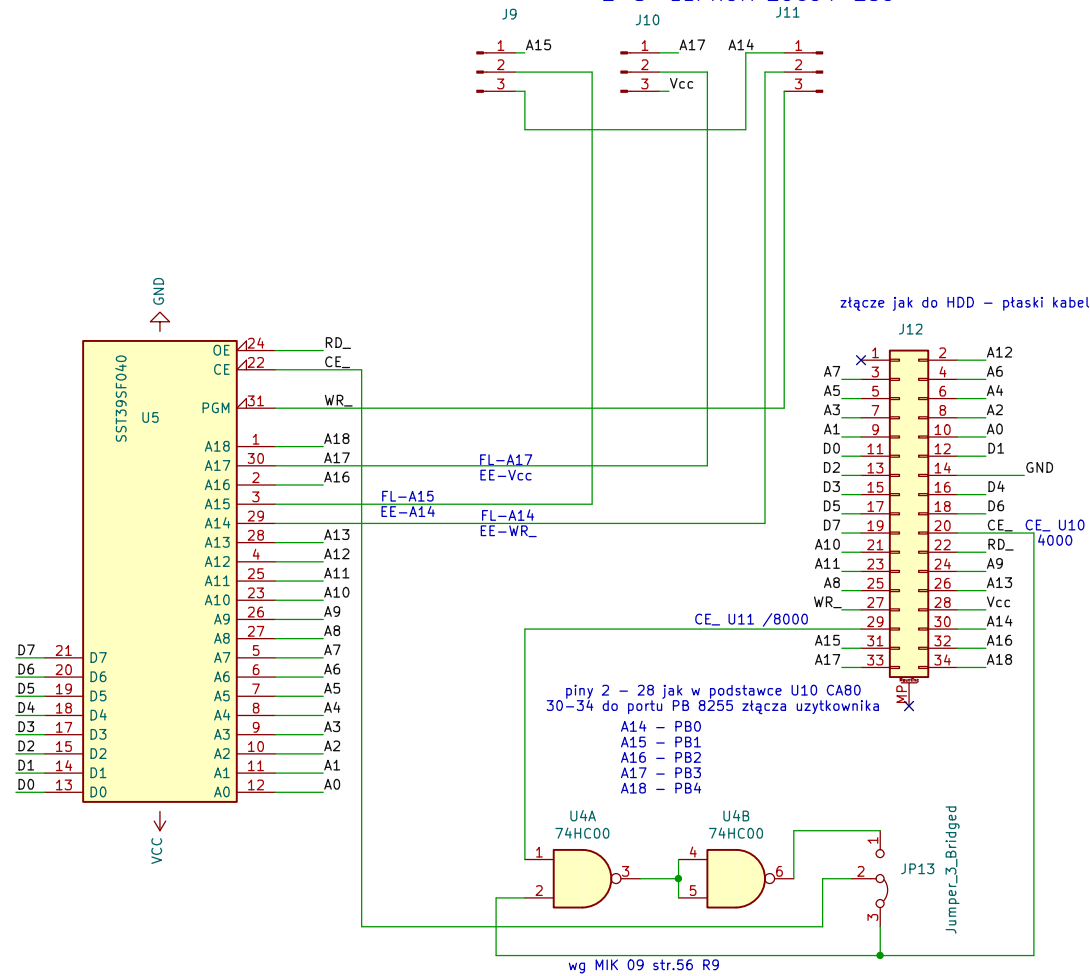 J9
J10
J11
1
A15
2
3
1
A17
2
3
Vcc
A14
1
2
3
GND
U5
SST39SF040
OE
24
RD_
CE
22
CE_
PGM
31
WR_
A18
1
A18
A17
30
A17
A16
2
A16
A15
3
A14
29
A13
28
A13
A12
4
A12
A11
25
A11
A10
23
A10
A9
26
A9
A8
27
A8
A7
5
A7
A6
6
A6
A5
7
A5
A4
8
A4
A3
9
A3
A2
10
A2
A1
11
A1
A0
12
A0
D7 21 D7
D6 20 D6
D5 19 D5
D4 18 D4
D3 17 D3
D2 15 D2
D1 14 D1
D0 13 D0
VCC
FL-A17
EE-Vcc
FL-A15
EE-A14
FL-A14
EE-WR_
złącze jak do HDD - płaski kabel
J12
1 2 A12
A7 3 4 A6
A5 5 6 A4
A3 7 8 A2
A1 9 10 A0
D0 11 12 D1
D2 13 14 GND
D3 15 16 D4
D5 17 18 D6
D7 19 20 CE_
CE_ U10
4000
A10 21 22 RD_
A11 23 24 A9
A8 25 26 A13
WR_ 27 28 Vcc
CE_ U11 /8000
29 30 A14
A15 31 32 A16
A17 33 34 A18
MP
piny 2 - 28 jak w podstawce U10 CA80
30-34 do portu PB 8255 złącza uzytkownika
A14 - PB0
A15 - PB1
A16 - PB2
A17 - PB3
A18 - PB4
U4A
74HC00
1
2
3
U4B
74HC00
4
5
6
JP13
Jumper_3_Bridged
1
2
3
wg MIK 09 str.56 R9